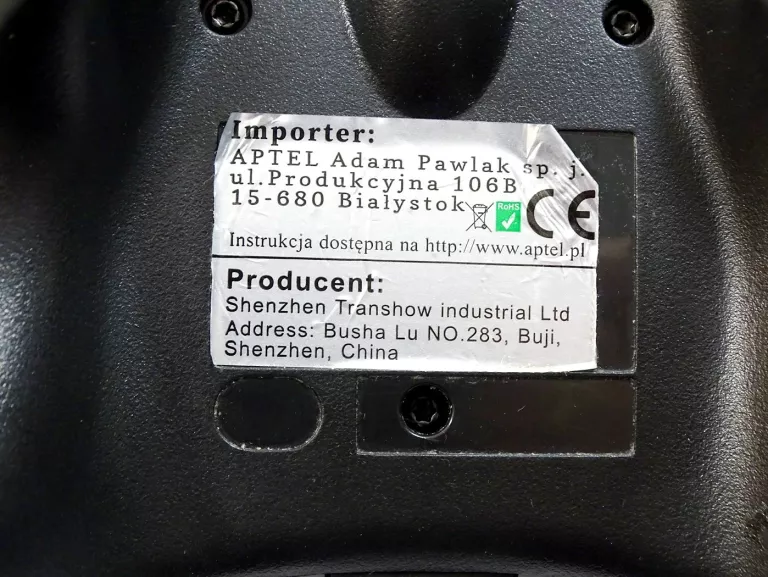 Importer:
APTEL Adam Pawlak sp. j.
ul.Produkcyjna 106B
15-680 Białystok
RoHS
CE
Instrukcja dostępna na http://www.aptel.pl
Producent:
Shenzhen Transhow industrial Ltd
Address: Busha Lu NO.283, Buji,
Shenzhen, China